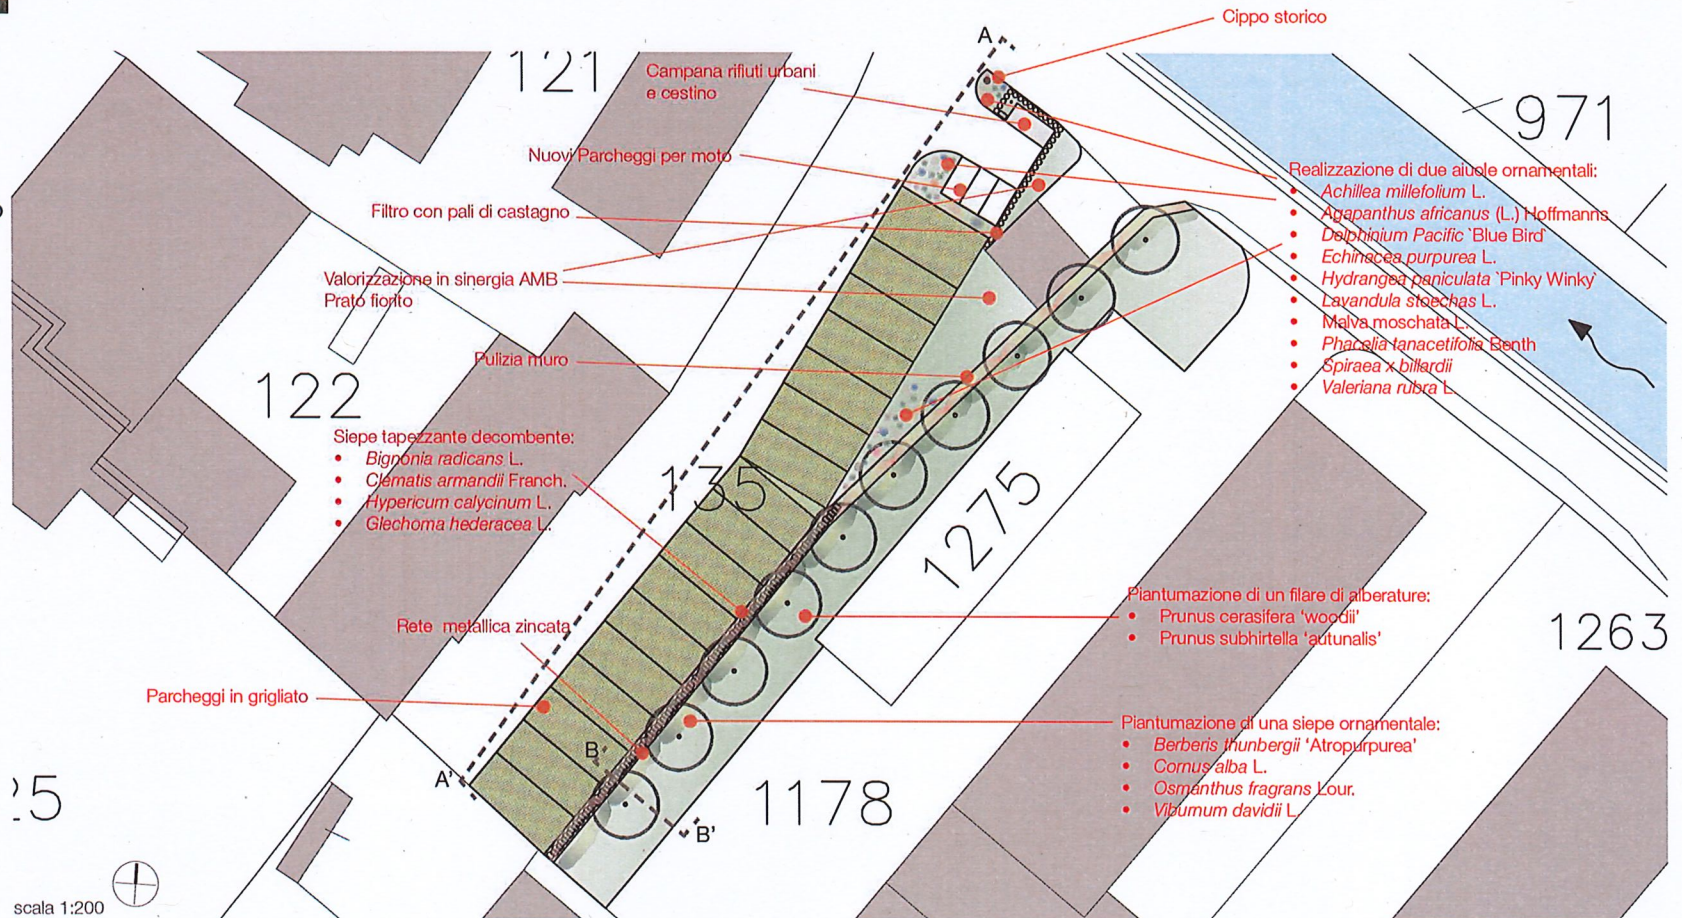 Cippo storico
A
121
Campana rifiuti urbani
e cestino
971
Nuovi Parcheggi per moto
Realizzazione di due aiuole ornamentali:
• Achillea millefolium L.
• Agapanthus africanus (L.) Hoffmanns
• Delphinium Pacific `Blue Bird`
• Echinacea purpurea L.
• Hydrangea paniculata `Pinky Winky`
• Lavandula stoechas L.
• Malva moschata L.
• Phacelia tanacetifolia Benth
• Spiraea x billardii
• Valeriana rubra L.
Filtro con pali di castagno
Valorizzazione in sinergia AMB
Prato fiorito
Pulizia muro
122
Siepe tapezzante decombente:
• Bignonia radicans L.
• Clematis armandii Franch.
• Hypericum calycinum L.
• Glechoma hederacea L.
135
1275
Piantumazione di un filare di alberature:
• Prunus cerasifera ‘woodii’
• Prunus subhirtella ‘autunalis’
1263
Rete metallica zincata
Parcheggi in grigliato
Piantumazione di una siepe ornamentale:
• Berberis thunbergii ‘Atropurpurea’
• Cornus alba L.
• Osmanthus fragrans Lour.
• Viburnum davidii L.
B
A'
25
1178
B'
scala 1:200